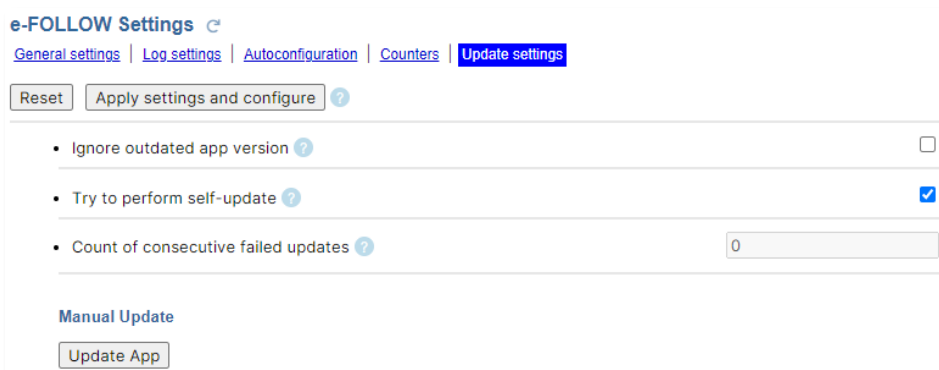 e-FOLLOW Settings
General settings | Log settings | Autoconfiguration | Counters | Update settings
Reset Apply settings and configure ?
• Ignore outdated app version ?
• Try to perform self-update ?
• Count of consecutive failed updates ? 0
Manual Update
Update App